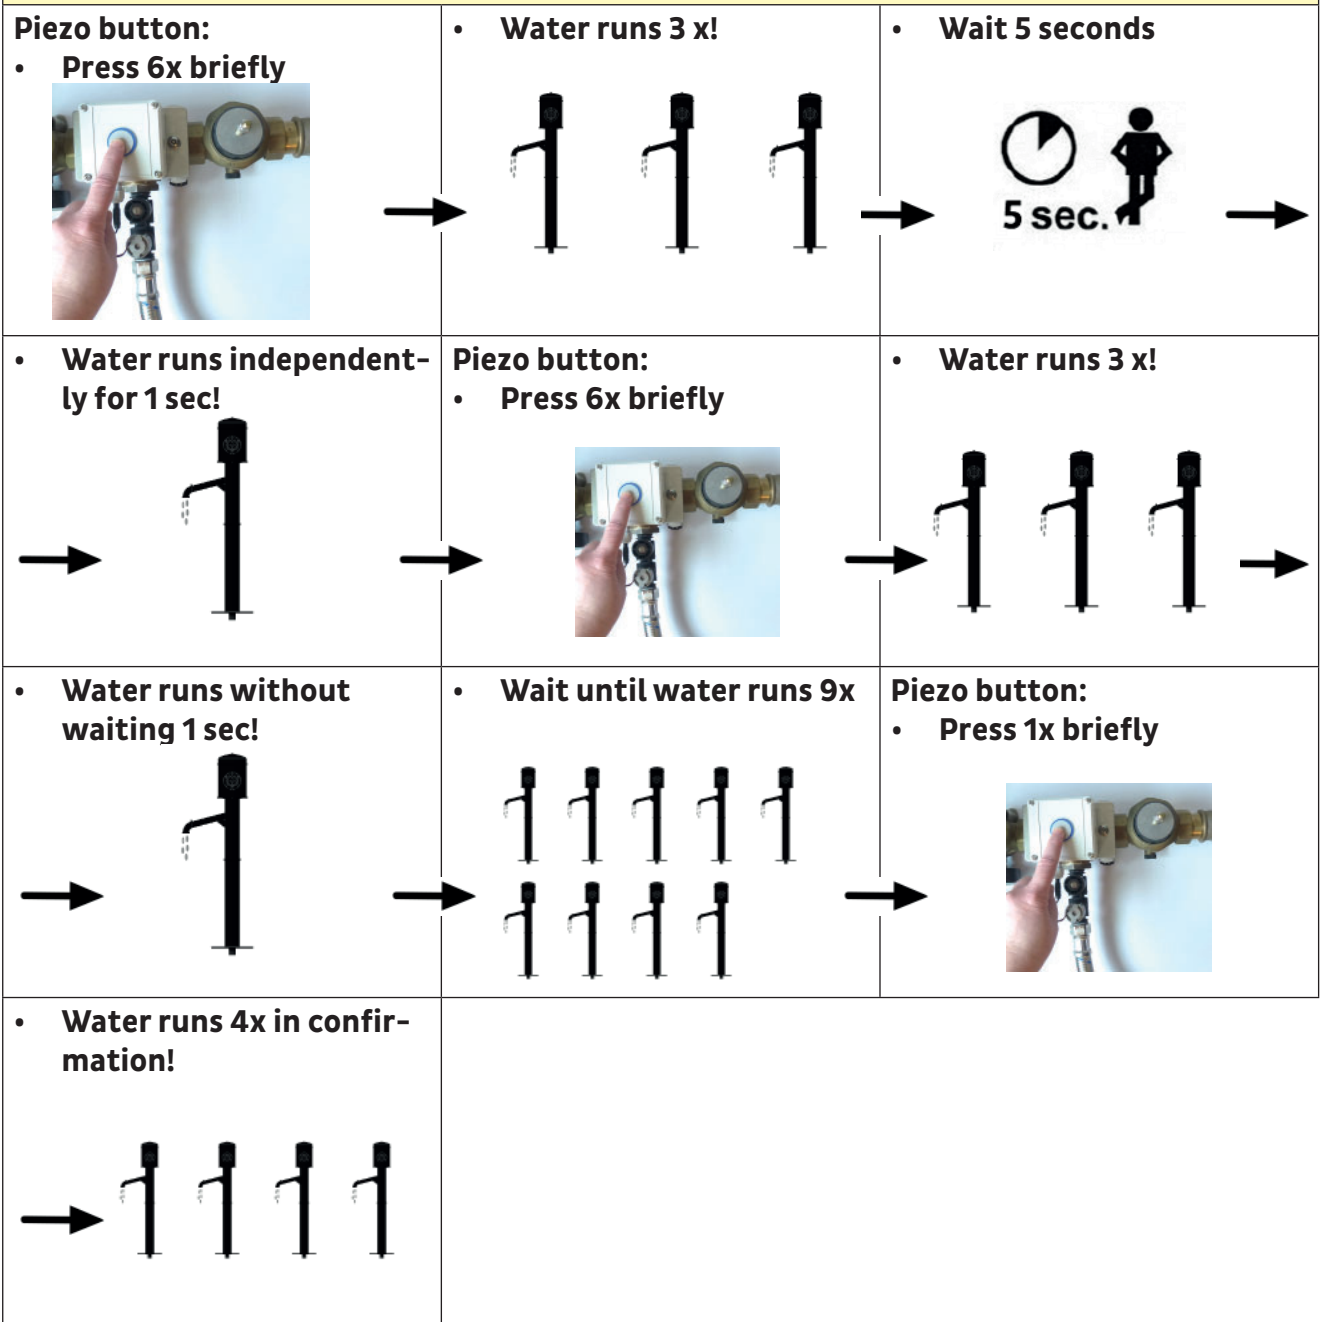 Piezo button:
• Press 6x briefly
• Water runs 3 x!
• Wait 5 seconds
5 sec.
• Water runs independent-
ly for 1 sec!
Piezo button:
• Press 6x briefly
• Water runs 3 x!
• Water runs without
waiting 1 sec!
• Wait until water runs 9x
Piezo button:
• Press 1x briefly
• Water runs 4x in confir-
mation!